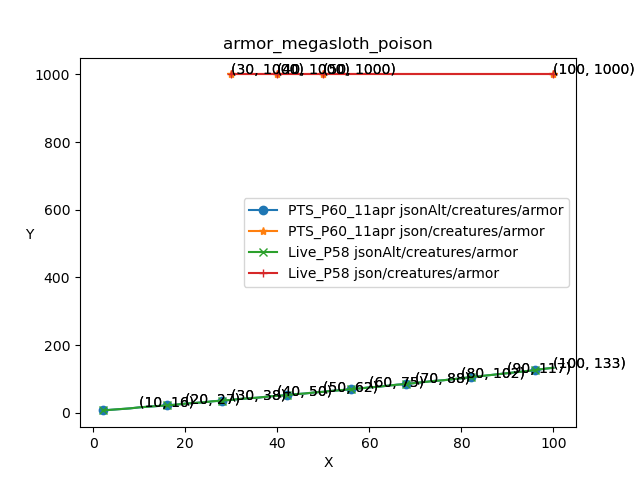 armor_megasloth_poison
(30, 1000)
(40, 1000)
(50, 1000)
(100, 1000)
1000
800
600
400
200
0
Y
PTS_P60_11apr jsonAlt/creatures/armor
PTS_P60_11apr json/creatures/armor
Live_P58 jsonAlt/creatures/armor
Live_P58 json/creatures/armor
(10, 16)
(20, 27)
(30, 38)
(40, 50)
(50, 62)
(60, 75)
(70, 88)
(80, 102)
(90, 117)
(100, 133)
0 20 40 60 80 100
X